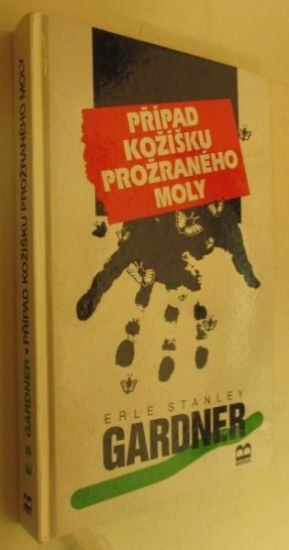 PŘÍPAD
KOŽÍŠKU
PROŽRANÉHO
MOLY
ERLE STANLEY
GARDNER
B
E. S. GARDNER • PŘÍPAD KOŽÍŠKU PROŽRANÉHO MOLY